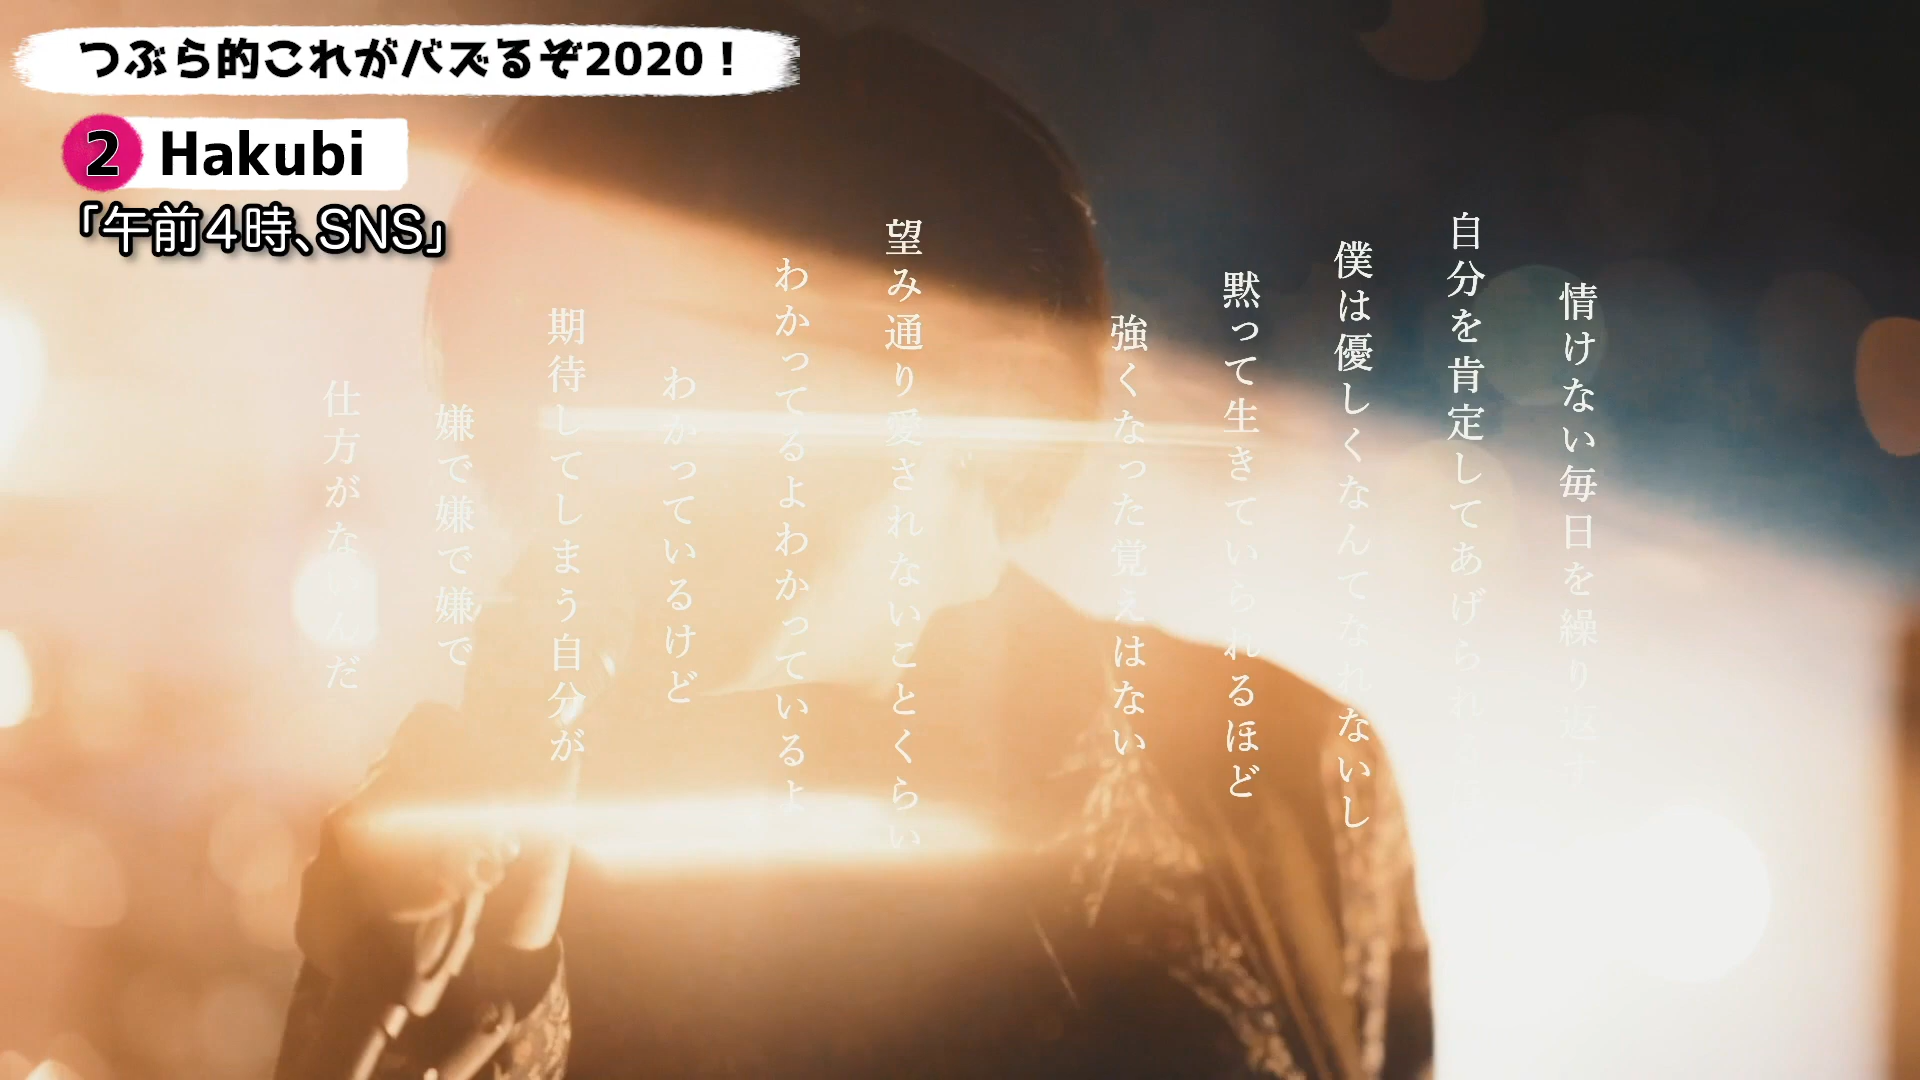 つぶら的これがバズるぞ2020！
2 Hakubi
「午前4時、SNS」
情けない毎日を繰り返す
自分を肯定してあげられるほど
僕は優しくなんてなれないし
黙って生きていられるほど
強くなった覚えはない
望み通り愛されないことくらい
わかってるよわかっているよ
わかっているけど
期待してしまう自分が
嫌で嫌で嫌で
仕方がないんだ